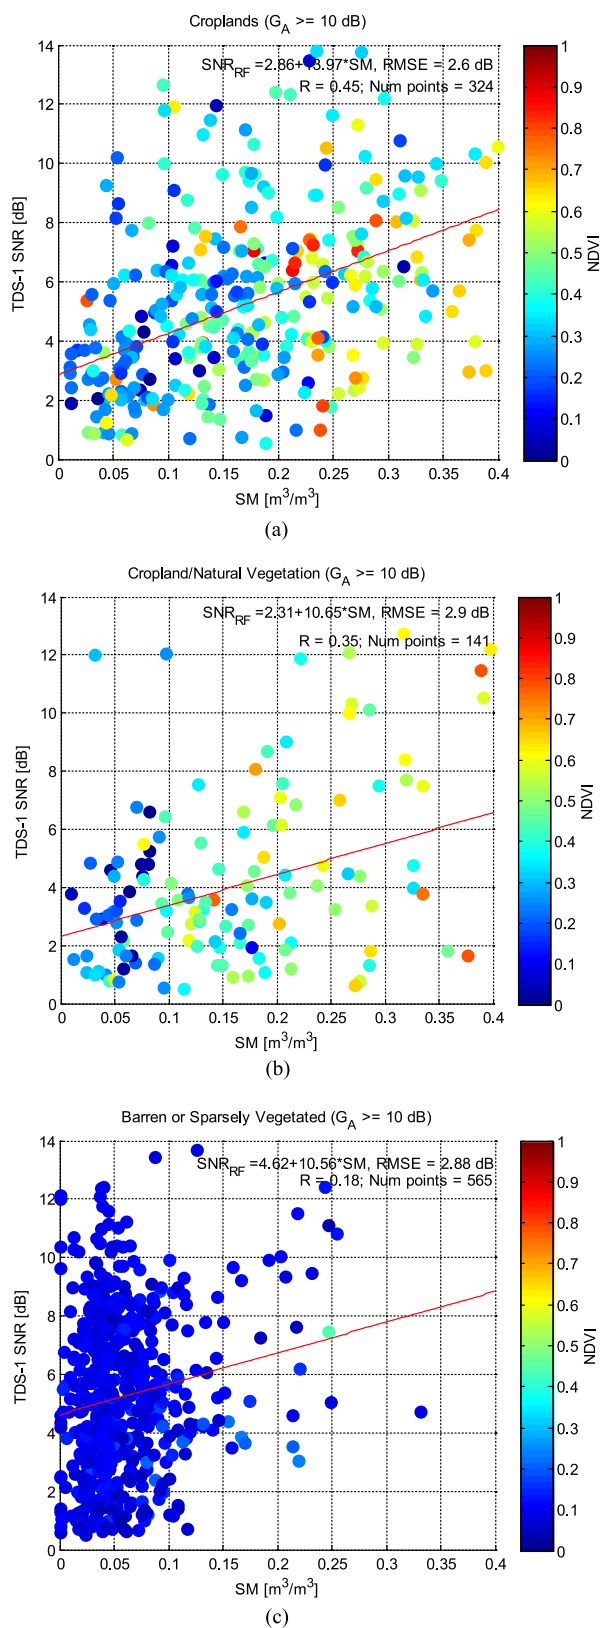 Croplands (G_A >= 10 dB)
SNR_RF =2.86+13.97*SM, RMSE = 2.6 dB
R = 0.45; Num points = 324
14
12
10
8
6
4
2
0
TDS-1 SNR [dB]
0 0.05 0.1 0.15 0.2 0.25 0.3 0.35 0.4
SM [m³/m³]
1
0.9
0.8
0.7
0.6
0.5
0.4
0.3
0.2
0.1
0
NDVI
(a)
Cropland/Natural Vegetation (G_A >= 10 dB)
SNR_RF =2.31+10.65*SM, RMSE = 2.9 dB
R = 0.35; Num points = 141
14
12
10
8
6
4
2
0
TDS-1 SNR [dB]
0 0.05 0.1 0.15 0.2 0.25 0.3 0.35 0.4
SM [m³/m³]
1
0.9
0.8
0.7
0.6
0.5
0.4
0.3
0.2
0.1
0
NDVI
(b)
Barren or Sparsely Vegetated (G_A >= 10 dB)
SNR_RF =4.62+10.56*SM, RMSE = 2.88 dB
R = 0.18; Num points = 565
14
12
10
8
6
4
2
0
TDS-1 SNR [dB]
0 0.05 0.1 0.15 0.2 0.25 0.3 0.35 0.4
SM [m³/m³]
1
0.9
0.8
0.7
0.6
0.5
0.4
0.3
0.2
0.1
0
NDVI
(c)